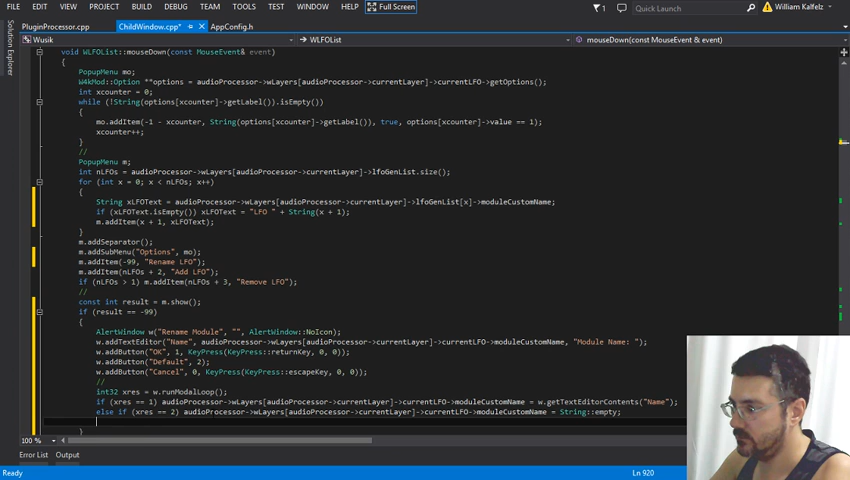 FILE EDIT VIEW PROJECT BUILD DEBUG TEAM TOOLS TEST WINDOW HELP Full Screen 1 Quick Launch William Kalfelz
PluginProcessor.cpp ChildWindow.cpp* AppConfig.h
Solution Explorer
Wusik WLFOList mouseDown(const MouseEvent & event)
void WLFOList::mouseDown(const MouseEvent& event)
{
PopupMenu mo;
W4kMod::Option **options = audioProcessor->wLayers[audioProcessor->currentLayer]->currentLFO->getOptions();
int xcounter = 0;
while (!String(options[xcounter]->getLabel()).isEmpty())
{
mo.addItem(-1 - xcounter, String(options[xcounter]->getLabel()), true, options[xcounter]->value == 1);
xcounter++;
}
//
PopupMenu m;
int nLFOs = audioProcessor->wLayers[audioProcessor->currentLayer]->lfoGenList.size();
for (int x = 0; x < nLFOs; x++)
{
String xLFOText = audioProcessor->wLayers[audioProcessor->currentLayer]->lfoGenList[x]->moduleCustomName;
if (xLFOText.isEmpty()) xLFOText = "LFO " + String(x + 1);
m.addItem(x + 1, xLFOText);
}
m.addSeparator();
m.addSubMenu("Options", mo);
m.addItem(-99, "Rename LFO");
m.addItem(nLFOs + 2, "Add LFO");
if (nLFOs > 1) m.addItem(nLFOs + 3, "Remove LFO");
//
const int result = m.show();
if (result == -99)
{
AlertWindow w("Rename Module", "", AlertWindow::NoIcon);
w.addTextEditor("Name", audioProcessor->wLayers[audioProcessor->currentLayer]->currentLFO->moduleCustomName, "Module Name: ");
w.addButton("OK", 1, KeyPress(KeyPress::returnKey, 0, 0));
w.addButton("Default", 2);
w.addButton("Cancel", 0, KeyPress(KeyPress::escapeKey, 0, 0));
//
int32 xres = w.runModalLoop();
if (xres == 1) audioProcessor->wLayers[audioProcessor->currentLayer]->currentLFO->moduleCustomName = w.getTextEditorContents("Name");
else if (xres == 2) audioProcessor->wLayers[audioProcessor->currentLayer]->currentLFO->moduleCustomName = String::empty;
}
100 %
Error List Output
Ready Ln 920